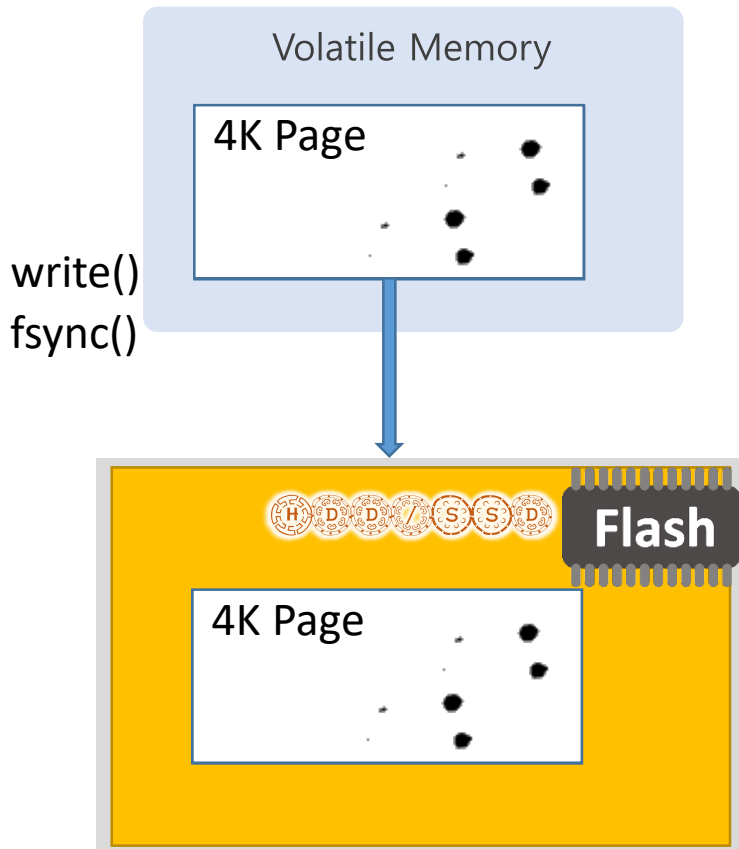 Volatile Memory
4K Page
write()
fsync()
HDD/SSD
Flash
4K Page